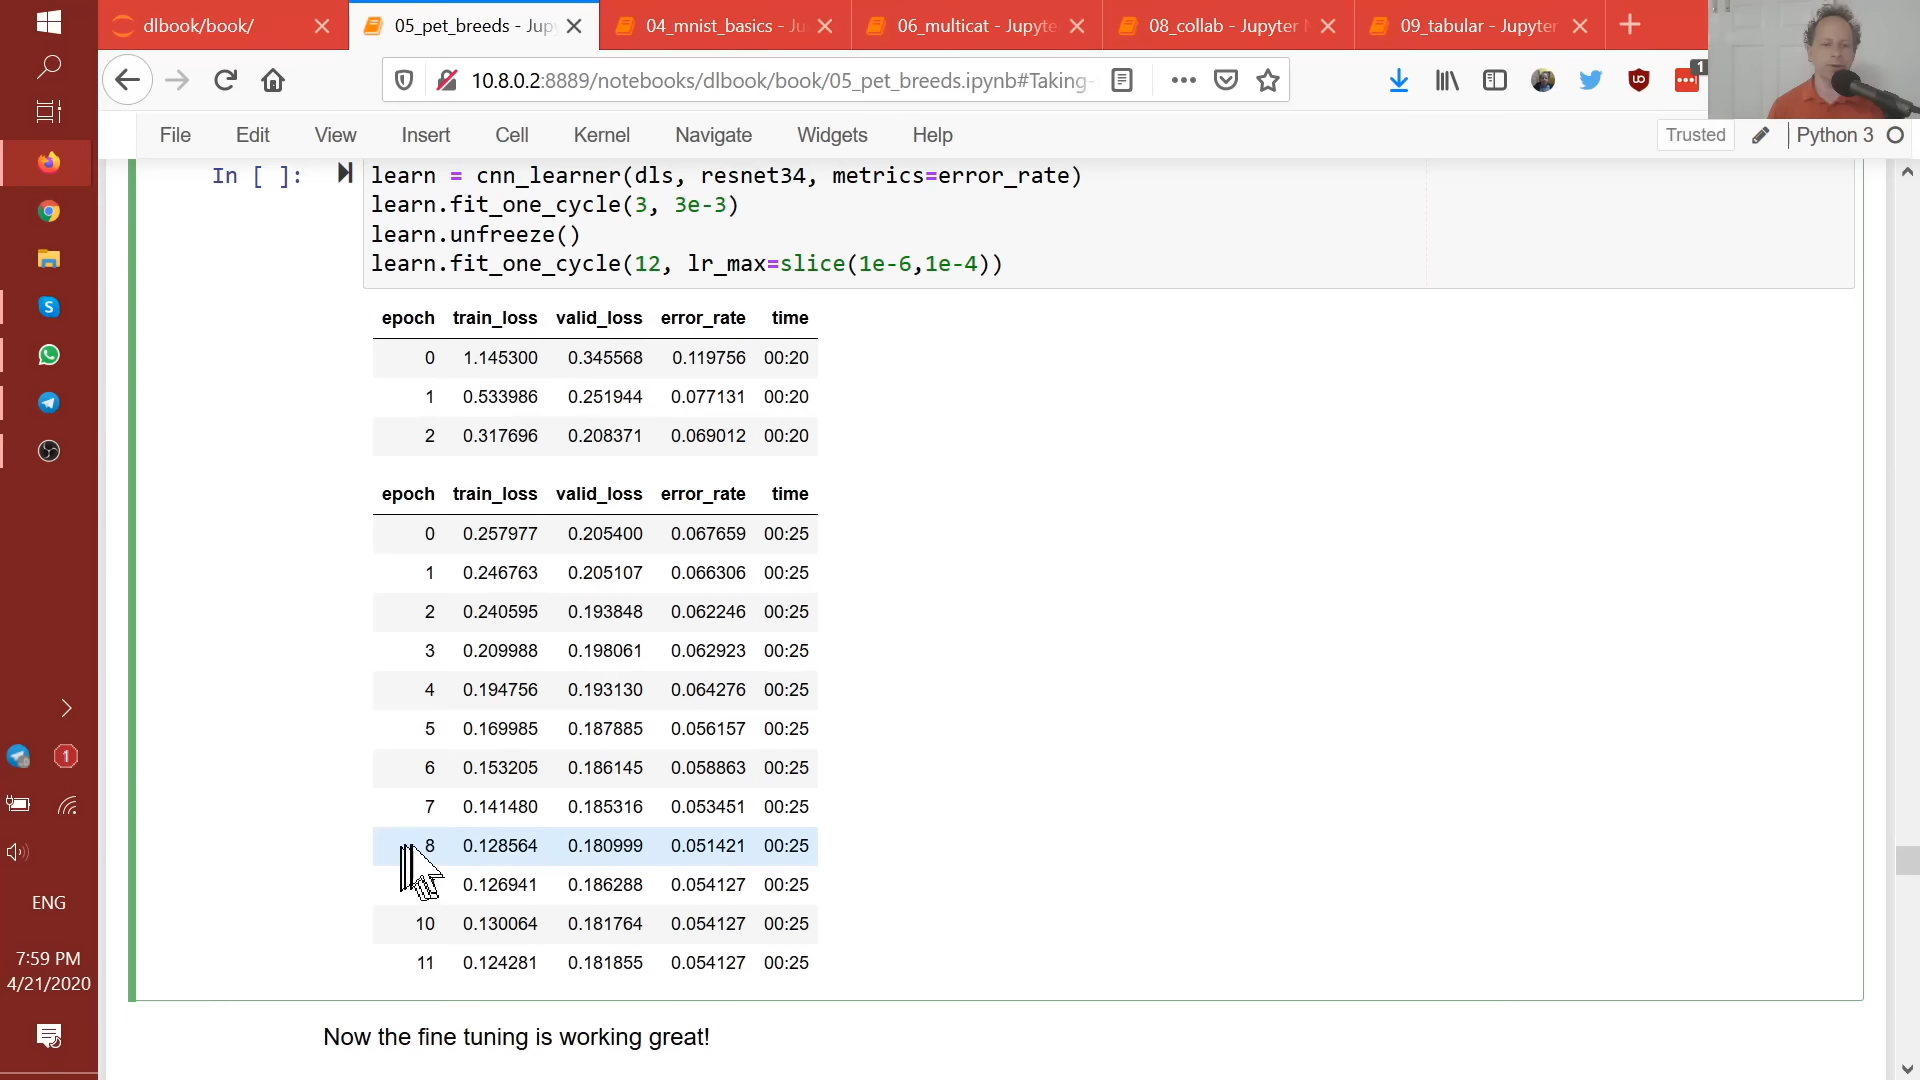 dlbook/book/
05_pet_breeds - Jup
04_mnist_basics - Ju
06_multicat - Jupyte
08_collab - Jupyter
09_tabular - Jupyter
10.8.0.2:8889/notebooks/dlbook/book/05_pet_breeds.ipynb#Taking-
1
File Edit View Insert Cell Kernel Navigate Widgets Help
Trusted
Python 3
In [ ]:
learn = cnn_learner(dls, resnet34, metrics=error_rate)
learn.fit_one_cycle(3, 3e-3)
learn.unfreeze()
learn.fit_one_cycle(12, lr_max=slice(1e-6,1e-4))
epoch train_loss valid_loss error_rate time
0 1.145300 0.345568 0.119756 00:20
1 0.533986 0.251944 0.077131 00:20
2 0.317696 0.208371 0.069012 00:20
epoch train_loss valid_loss error_rate time
0 0.257977 0.205400 0.067659 00:25
1 0.246763 0.205107 0.066306 00:25
2 0.240595 0.193848 0.062246 00:25
3 0.209988 0.198061 0.062923 00:25
4 0.194756 0.193130 0.064276 00:25
5 0.169985 0.187885 0.056157 00:25
6 0.153205 0.186145 0.058863 00:25
7 0.141480 0.185316 0.053451 00:25
8 0.128564 0.180999 0.051421 00:25
0.126941 0.186288 0.054127 00:25
10 0.130064 0.181764 0.054127 00:25
11 0.124281 0.181855 0.054127 00:25
Now the fine tuning is working great!
1
ENG
7:59 PM
4/21/2020